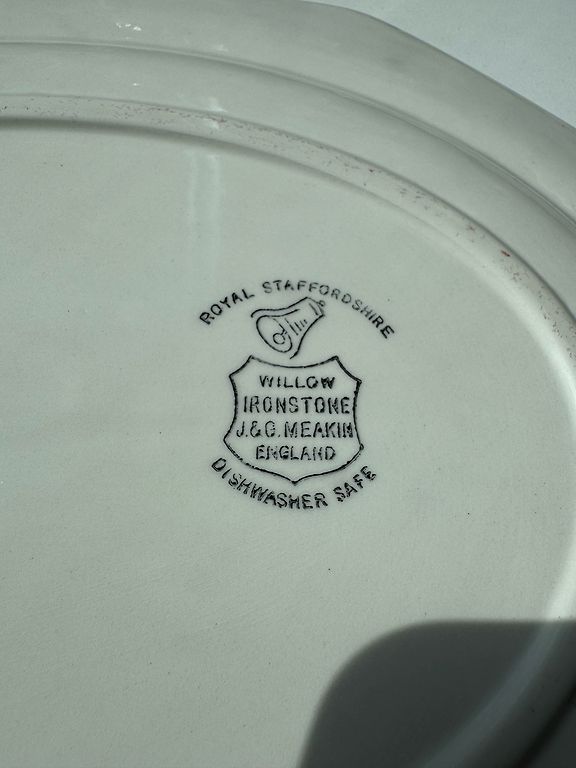 ROYAL STAFFORDSHIRE
WILLOW
IRONSTONE
J.&G. MEAKIN
ENGLAND
DISHWASHER SAFE